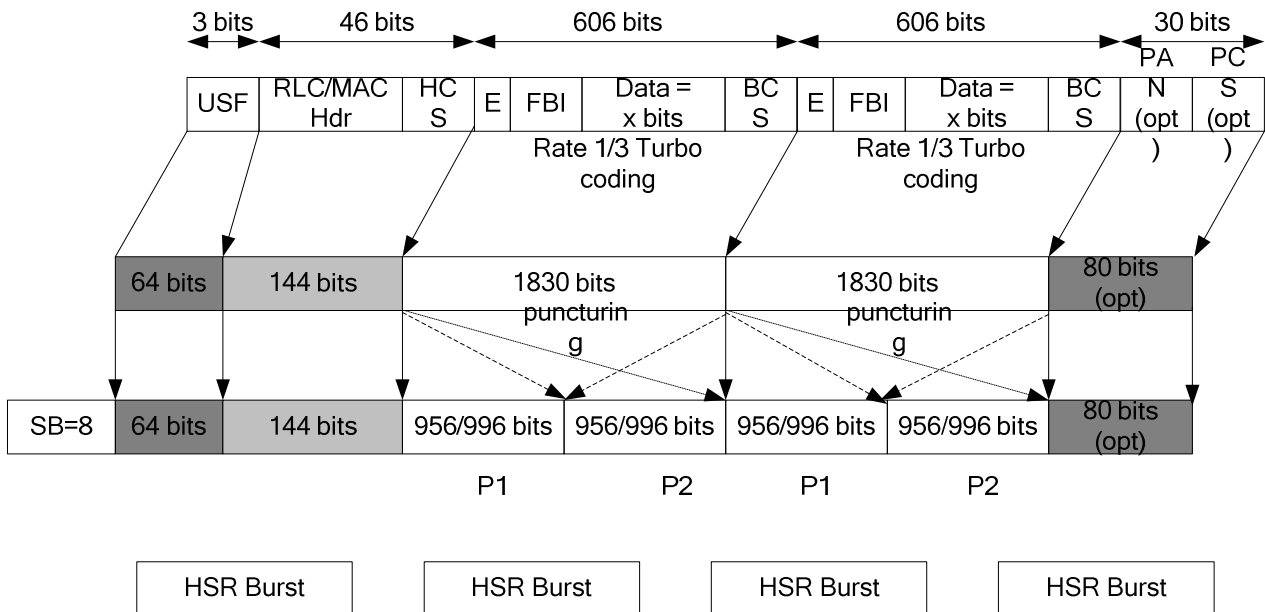 3 bits 46 bits 606 bits 606 bits 30 bits
USF
RLC/MAC
Hdr
HC
S
E
FBI
Data =
x bits
BC
S
E
FBI
Data =
x bits
BC
S
PA
N
(opt
)
PC
S
(opt
)
Rate 1/3 Turbo
coding
Rate 1/3 Turbo
coding
64 bits
144 bits
1830 bits
puncturin
g
1830 bits
puncturin
g
80 bits
(opt)
SB=8
64 bits
144 bits
956/996 bits
956/996 bits
956/996 bits
956/996 bits
80 bits
(opt)
P1 P2 P1 P2
HSR Burst HSR Burst HSR Burst HSR Burst